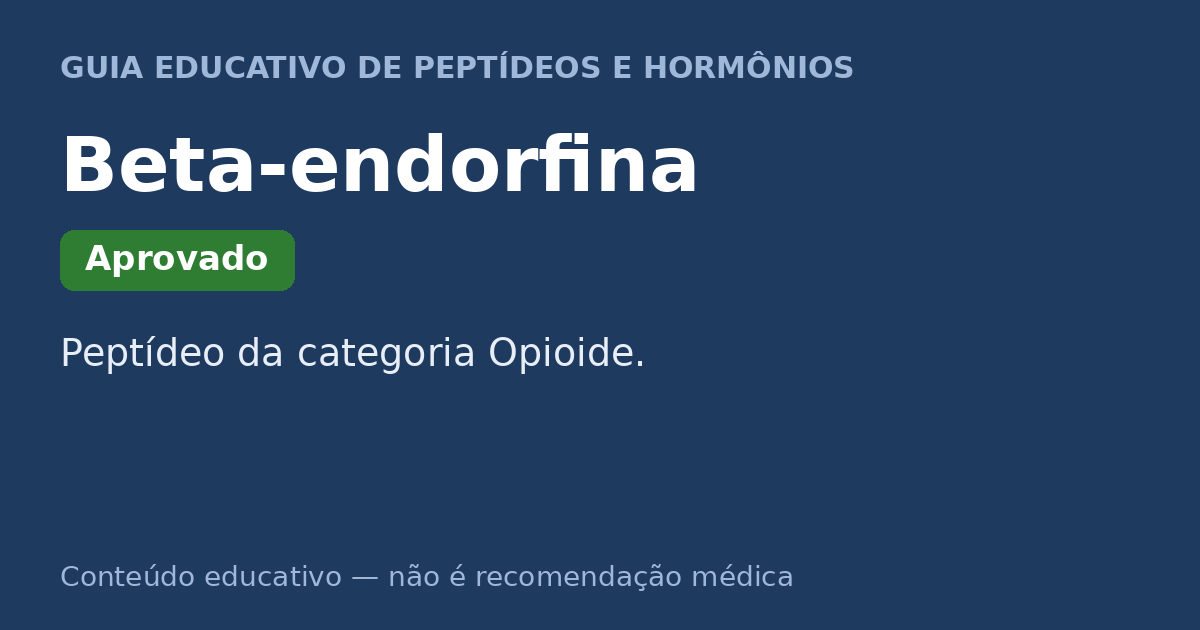 GUIA EDUCATIVO DE PEPTÍDEOS E HORMÔNIOS
Beta-endorfina
Aprovado
Peptídeo da categoria Opioide.
Conteúdo educativo — não é recomendação médica